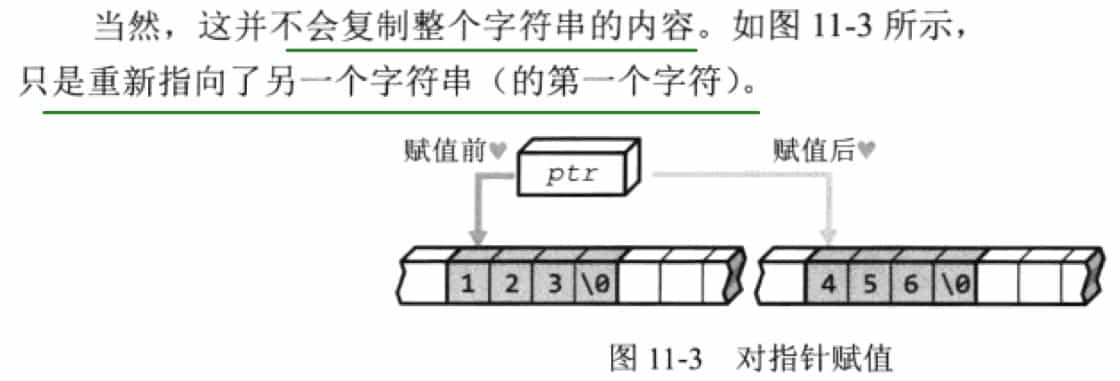 当然，这并不会复制整个字符串的内容。如图 11-3 所示，
只是重新指向了另一个字符串（的第一个字符）。
赋值前♥ ptr 赋值后♥
1 2 3 \0 4 5 6 \0
图 11-3 对指针赋值